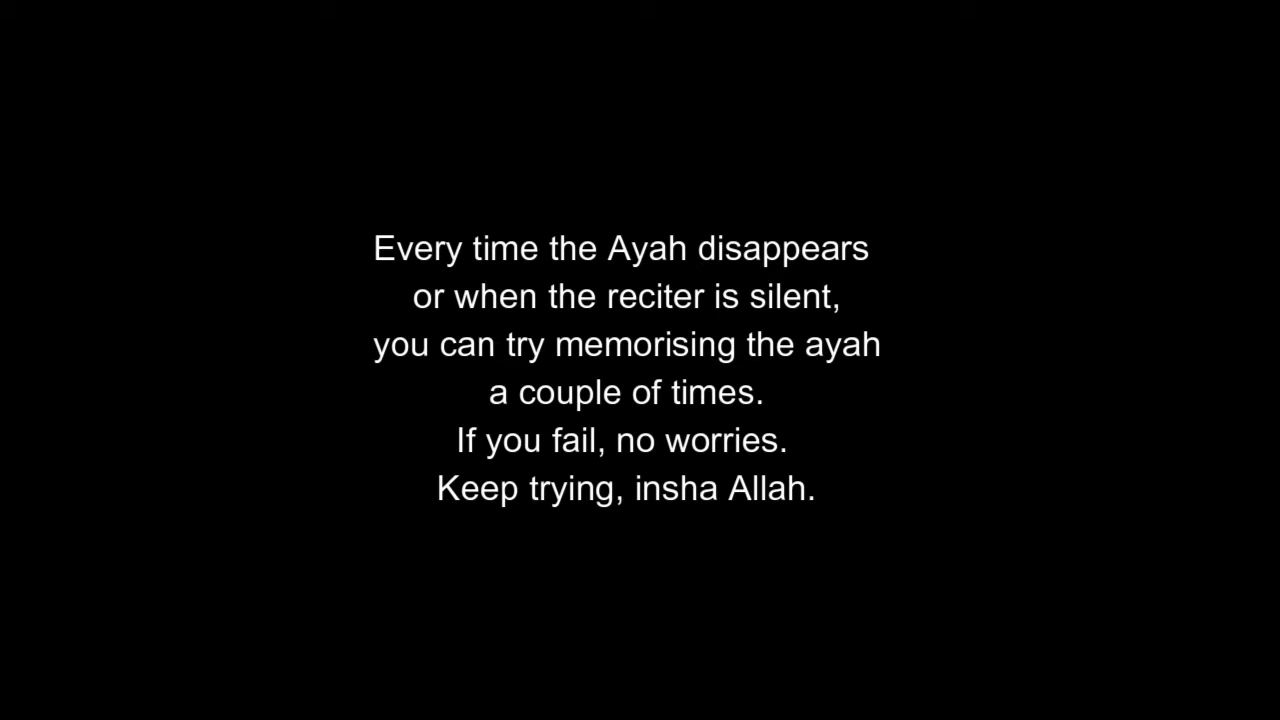 Every time the Ayah disappears
or when the reciter is silent,
you can try memorising the ayah
a couple of times.
If you fail, no worries.
Keep trying, insha Allah.